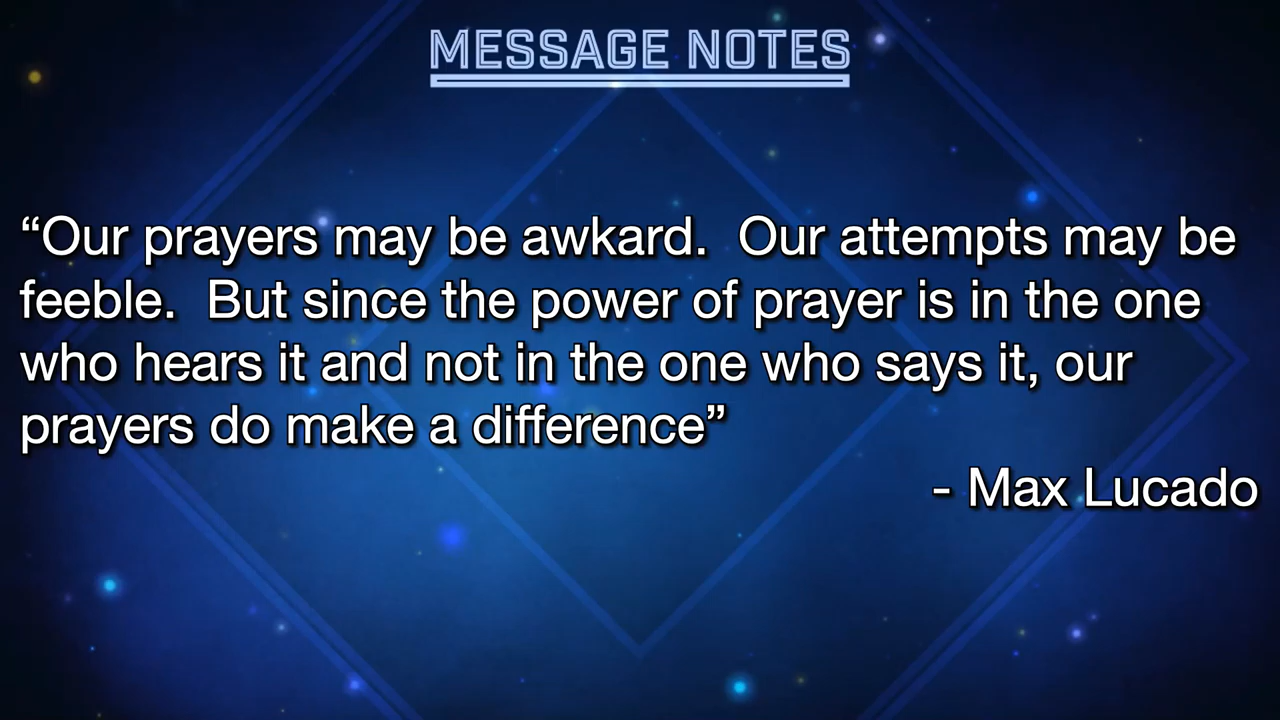 MESSAGE NOTES
“Our prayers may be awkard.  Our attempts may be
feeble.  But since the power of prayer is in the one
who hears it and not in the one who says it, our
prayers do make a difference”
- Max Lucado